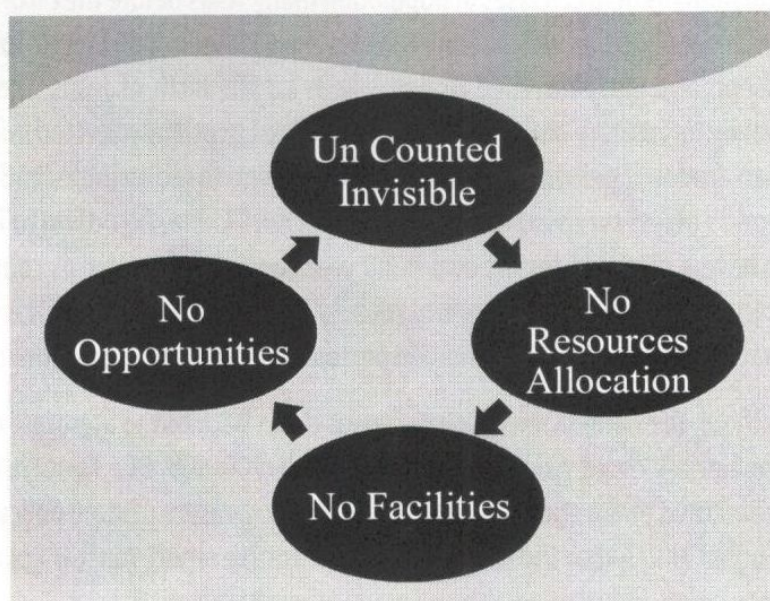 Un Counted
Invisible
No
Resources
Allocation
No Facilities
No
Opportunities